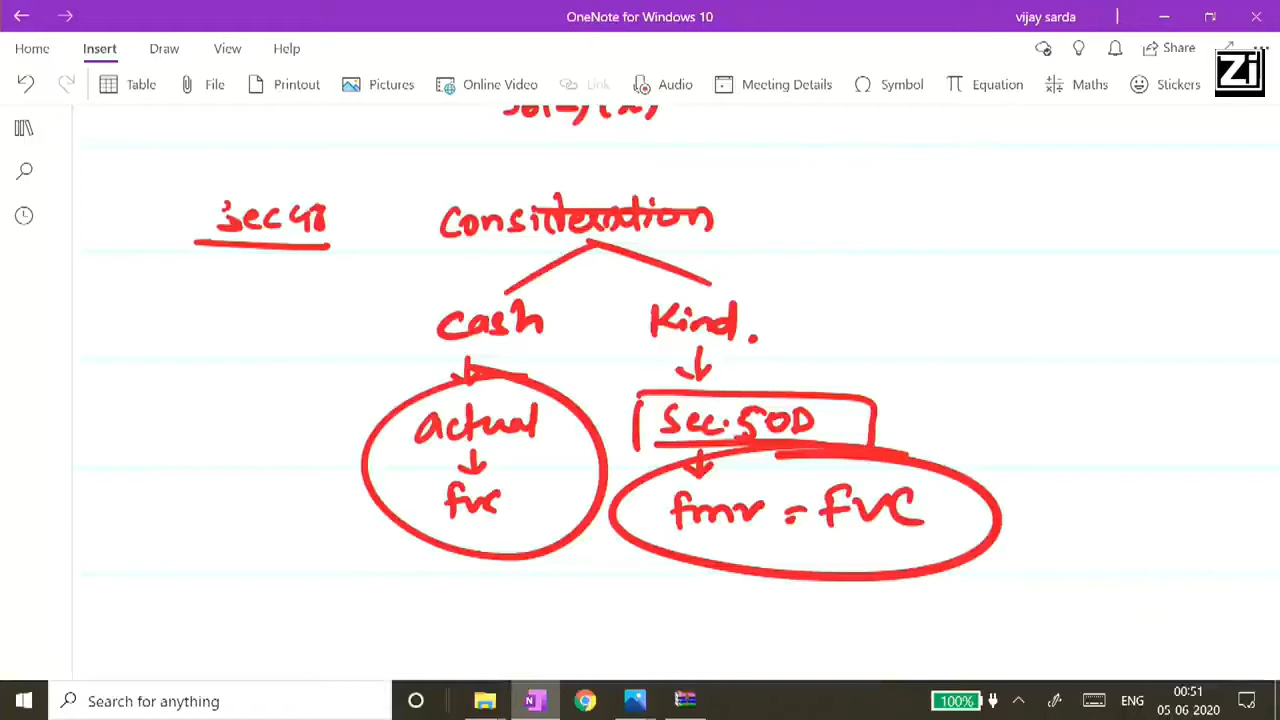 OneNote for Windows 10
vijay sarda
Home Insert Draw View Help
Share
Zi
Table File Printout Pictures Online Video Link Audio Meeting Details Symbol Equation Maths Stickers
Sec 48 Consideration
Cash Kind.
actual Sec.50D
fvc fmv = FVC
Search for anything
100% ENG
00:51
05-06-2020